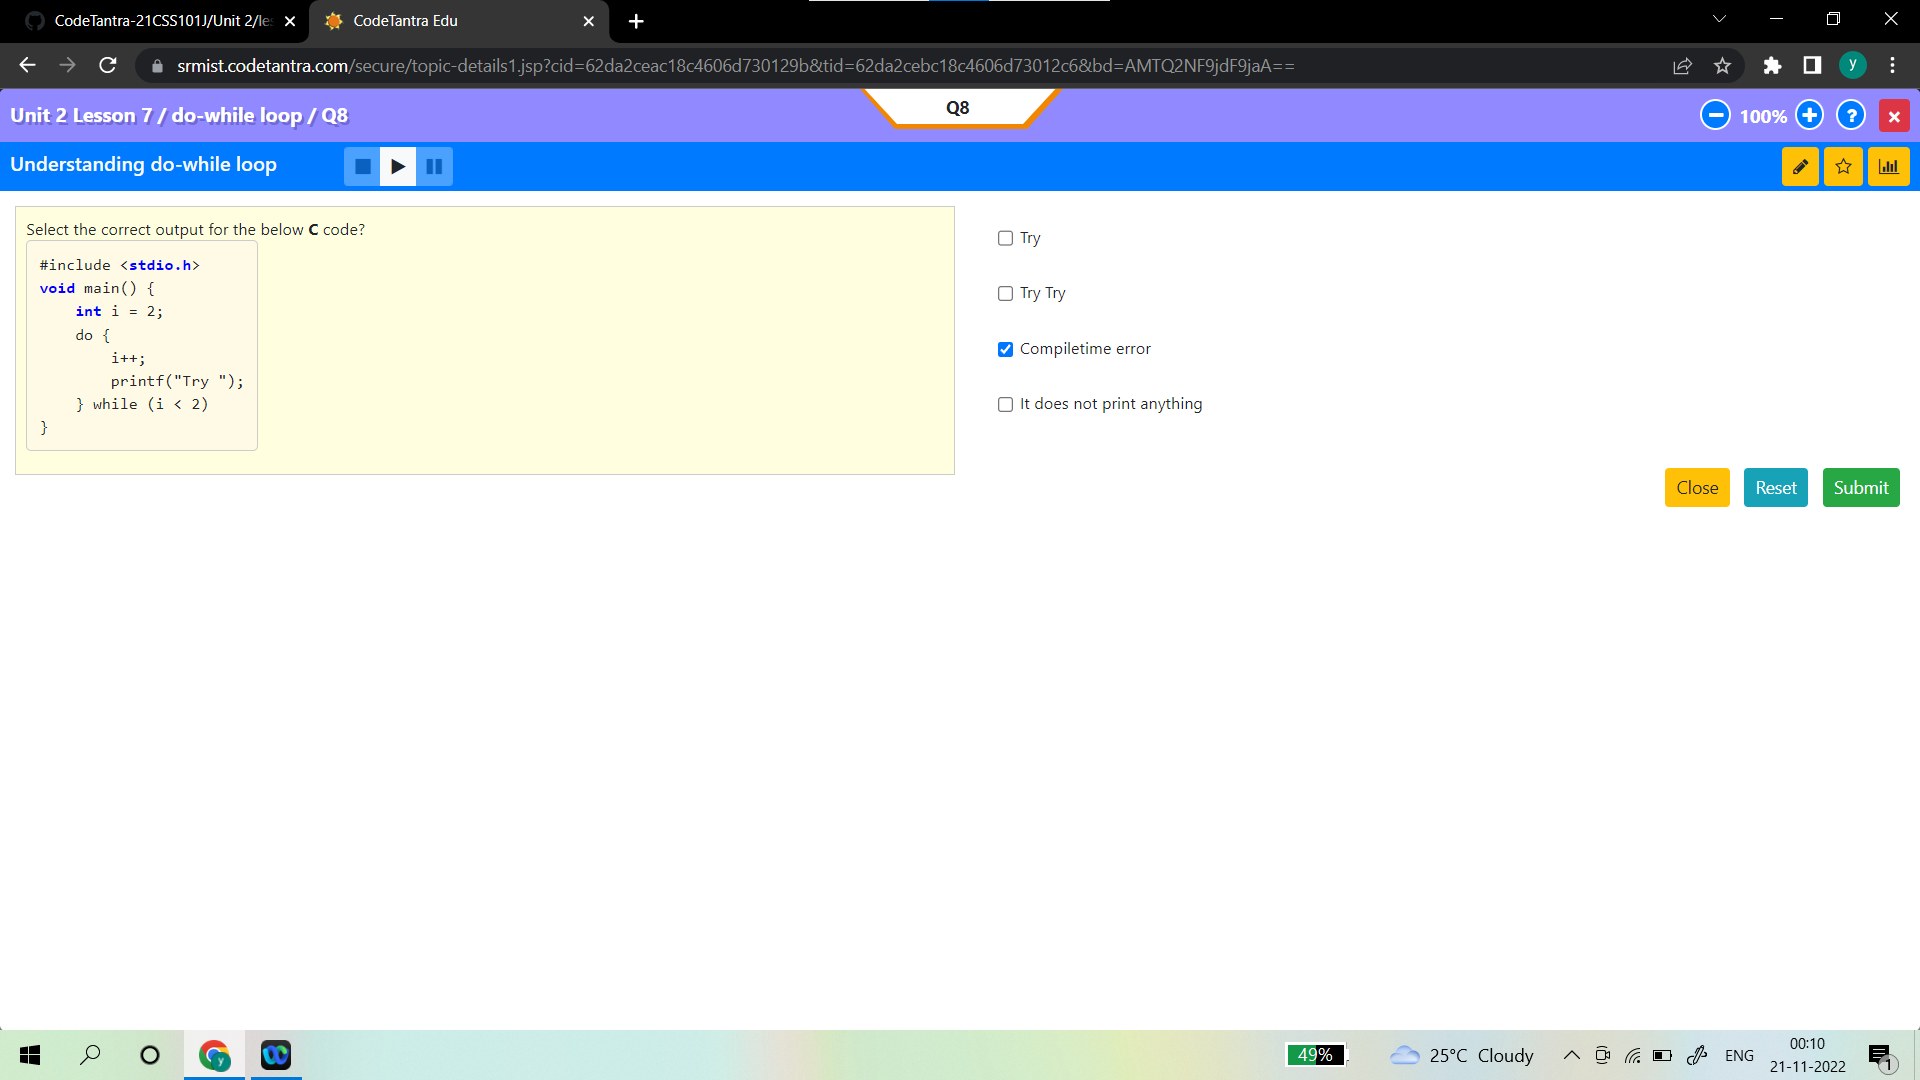 CodeTantra-21CSS101J/Unit 2/les
CodeTantra Edu
srmist.codetantra.com/secure/topic-details1.jsp?cid=62da2ceac18c4606d730129b&tid=62da2cebc18c4606d73012c6&bd=AMTQ2NF9jdF9jaA==
y
Unit 2 Lesson 7 / do-while loop / Q8
Q8
100%
?
Understanding do-while loop
Select the correct output for the below C code?
#include <stdio.h>
void main() {
    int i = 2;
    do {
        i++;
        printf("Try ");
    } while (i < 2)
}
Try
Try Try
Compiletime error
It does not print anything
Close
Reset
Submit
y
49%
25°C Cloudy
ENG
00:10
21-11-2022
1